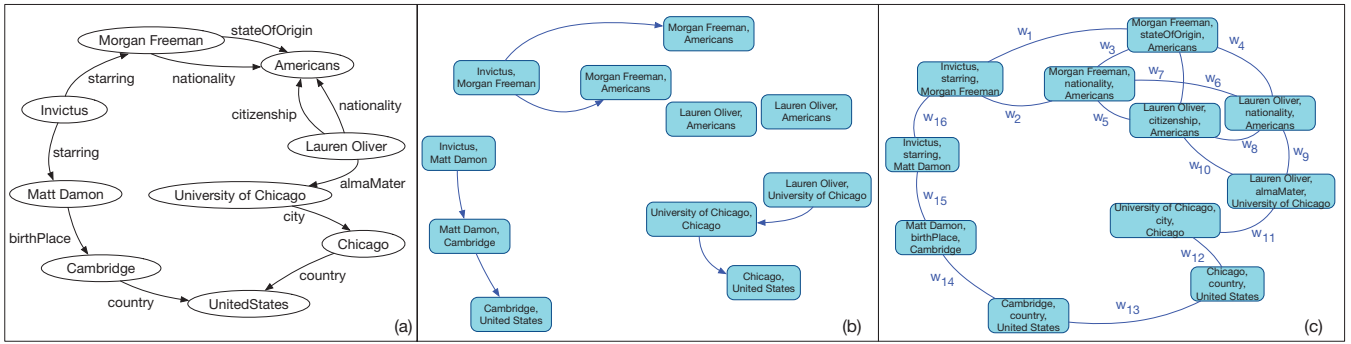 Morgan Freeman
stateOfOrigin
Americans
starring
nationality
Invictus
nationality
citizenship
starring
Lauren Oliver
almaMater
Matt Damon
University of Chicago
city
birthPlace
Chicago
Cambridge
country
country
UnitedStates
(a)
Morgan Freeman,
Americans
Invictus,
Morgan Freeman
Morgan Freeman,
Americans
Lauren Oliver,
Americans
Lauren Oliver,
Americans
Invictus,
Matt Damon
Lauren Oliver,
University of Chicago
University of Chicago,
Chicago
Matt Damon,
Cambridge
Chicago,
United States
Cambridge,
United States
(b)
Morgan Freeman,
stateOfOrigin,
Americans
w1
w3
w4
Invictus,
starring,
Morgan Freeman
Morgan Freeman,
nationality,
Americans
w7
w6
Lauren Oliver,
citizenship,
Americans
Lauren Oliver,
nationality,
Americans
w16
w2
w5
w8
w9
w10
Invictus,
starring,
Matt Damon
Lauren Oliver,
almaMater,
University of Chicago
w15
University of Chicago,
city,
Chicago
w11
Matt Damon,
birthPlace,
Cambridge
w12
w14
Chicago,
country,
United States
w13
Cambridge,
country,
United States
(c)